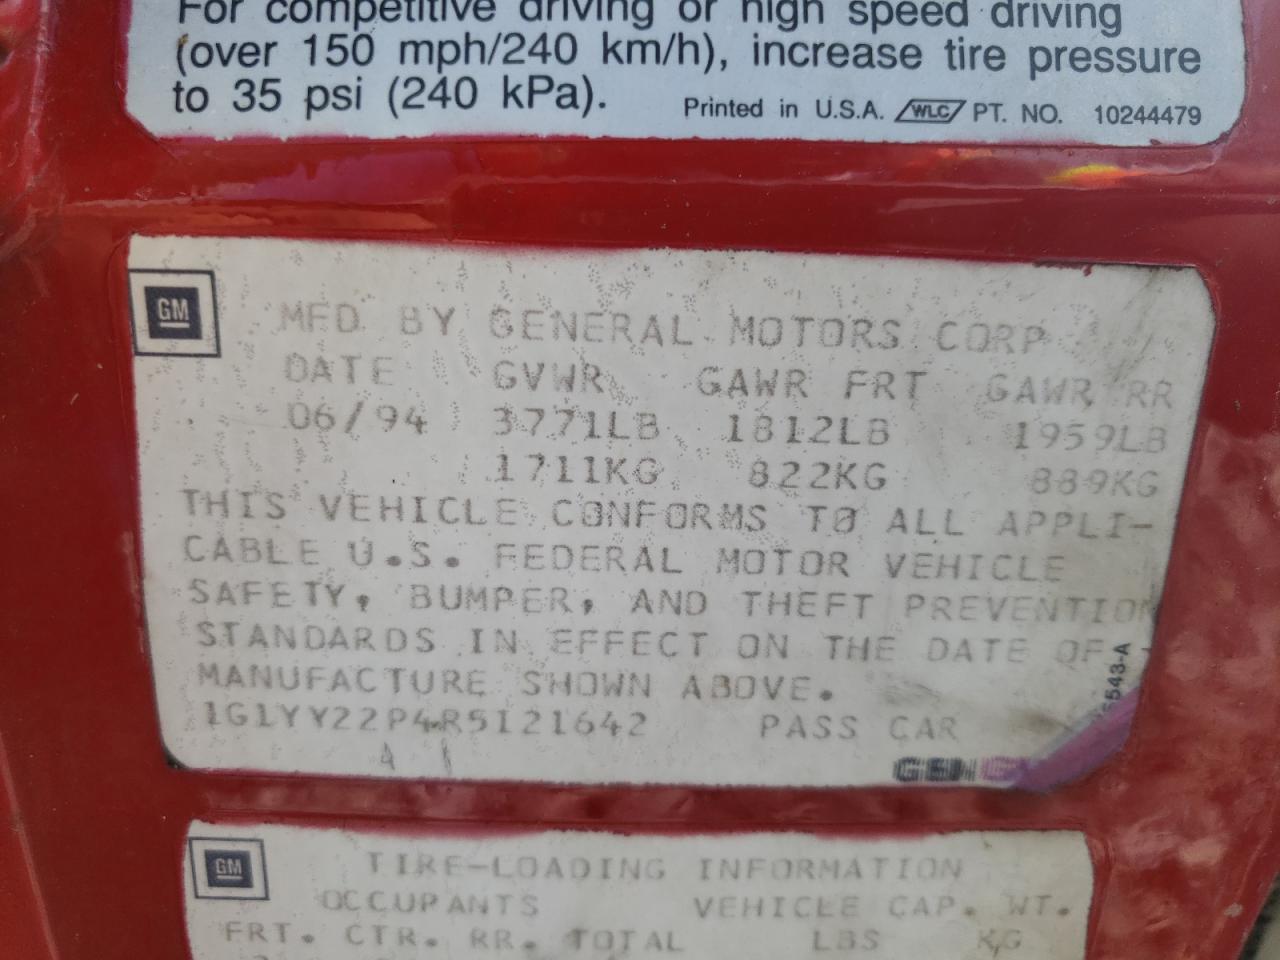 For competitive driving or high speed driving
(over 150 mph/240 km/h), increase tire pressure
to 35 psi (240 kPa).
Printed in U.S.A. WLC PT. NO. 10244479
GM
MFD BY GENERAL MOTORS CORP
DATE GVWR GAWR FRT GAWR RR
06/94 3771LB 1812LB 1959LB
1711KG 822KG 889KG
THIS VEHICLE CONFORMS TO ALL APPLI-
CABLE U.S. FEDERAL MOTOR VEHICLE
SAFETY, BUMPER, AND THEFT PREVENTION
STANDARDS IN EFFECT ON THE DATE OF
MANUFACTURE SHOWN ABOVE.
1G1YY22P4R5121642 PASS CAR
GM
TIRE-LOADING INFORMATION
OCCUPANTS VEHICLE CAP. WT.
FRT. CTR. RR. TOTAL LBS KG